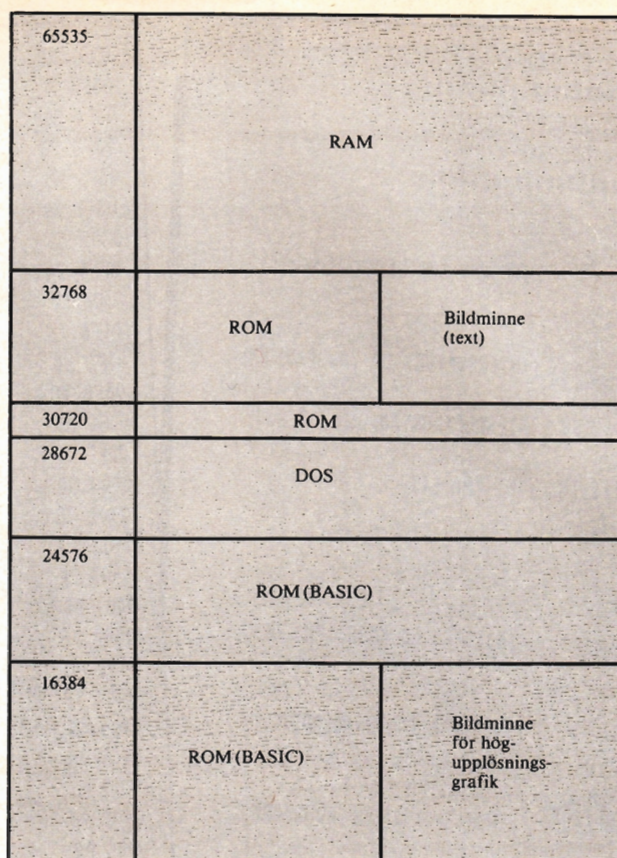 65535
RAM
32768
ROM
Bildminne
(text)
30720
ROM
28672
DOS
24576
ROM (BASIC)
16384
ROM (BASIC)
Bildminne
för hög-
upplösnings-
grafik